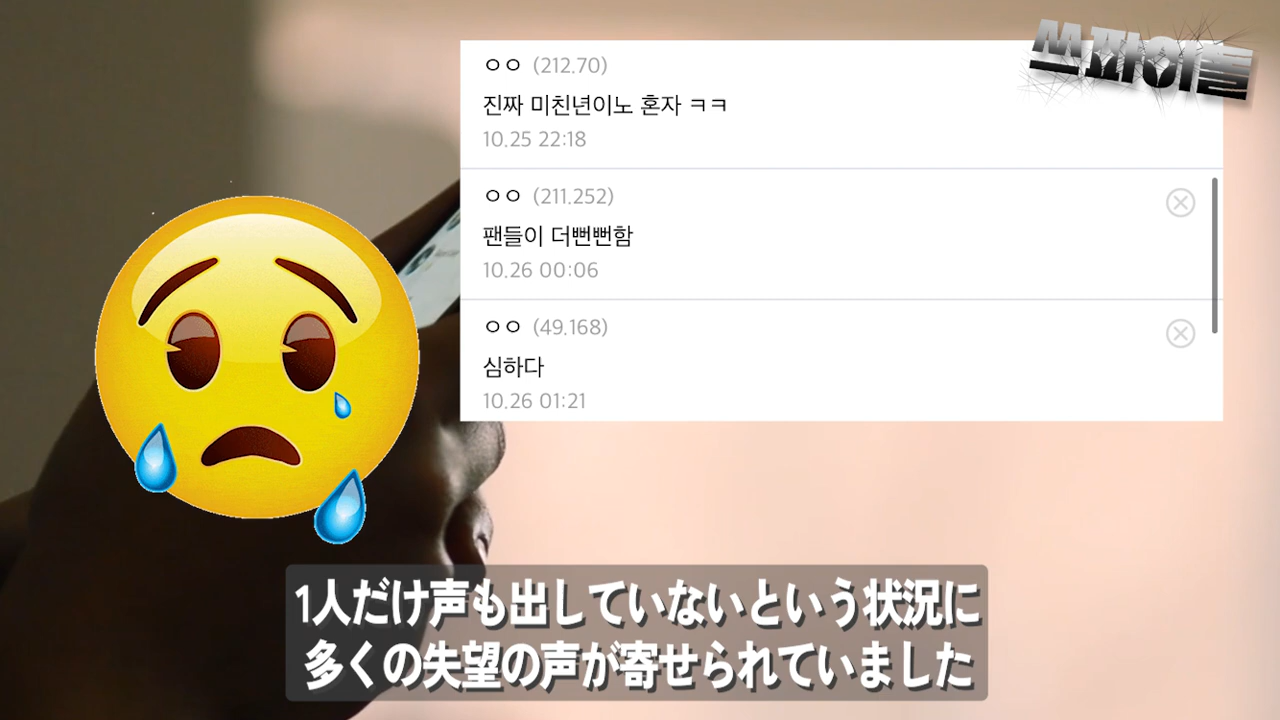 쓰파이들
ㅇㅇ (212.70)
진짜 미친년이노 혼자 ㅋㅋ
10.25 22:18
ㅇㅇ (211.252)
팬들이 더뻔뻔함
10.26 00:06
ㅇㅇ (49.168)
심하다
10.26 01:21
1人だけ声も出していないという状況に
多くの失望の声が寄せられていました